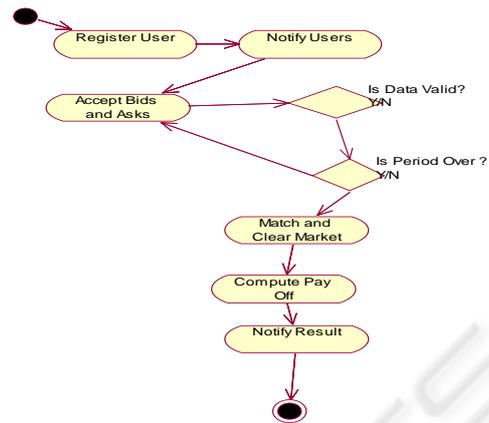 Register User
Notify Users
Accept Bids
and Asks
Is Data Valid?
Y/N
Is Period Over ?
Y/N
Match and
Clear Market
Compute Pay
Off
Notify Result